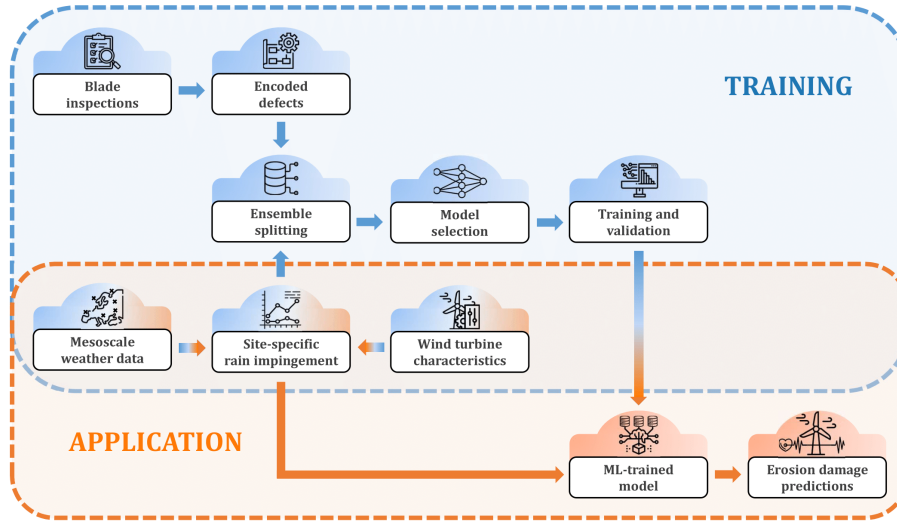 TRAINING
Blade
inspections
Encoded
defects
Ensemble
splitting
Model
selection
Training and
validation
Mesoscale
weather data
Site-specific
rain impingement
Wind turbine
characteristics
APPLICATION
ML-trained
model
Erosion damage
predictions